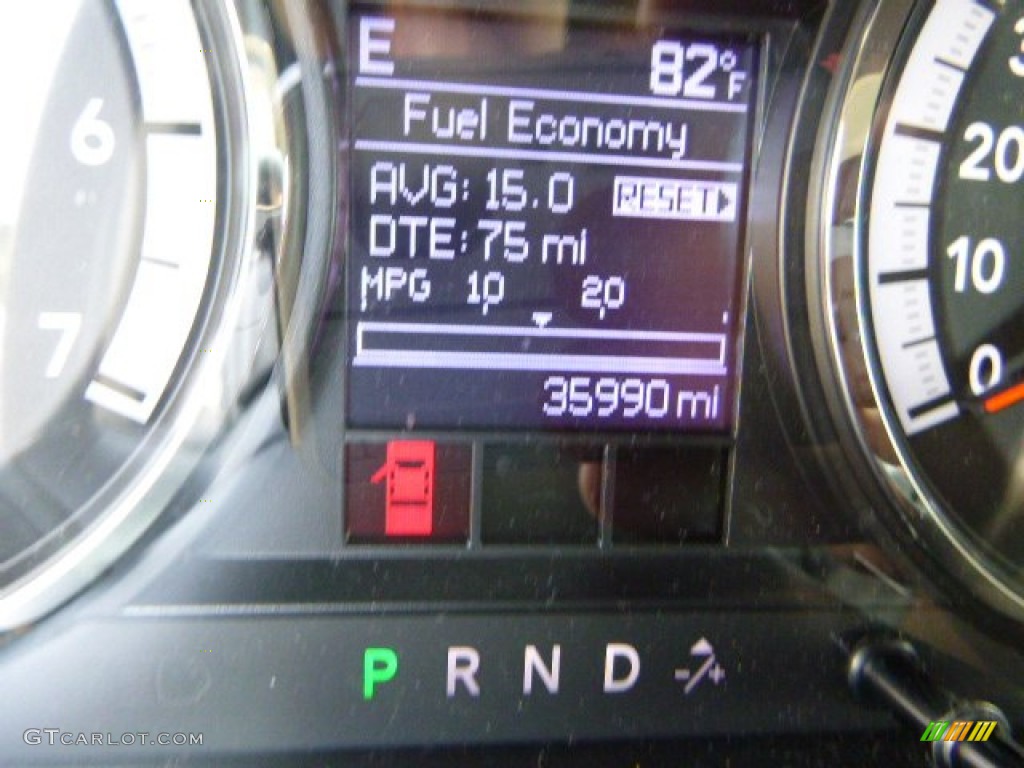 E 82°F
Fuel Economy
AVG: 15.0 RESET
DTE: 75 mi
MPG 10 20
35990 mi
6
7
20
10
0
P R N D -/+
GTCARLOT.COM